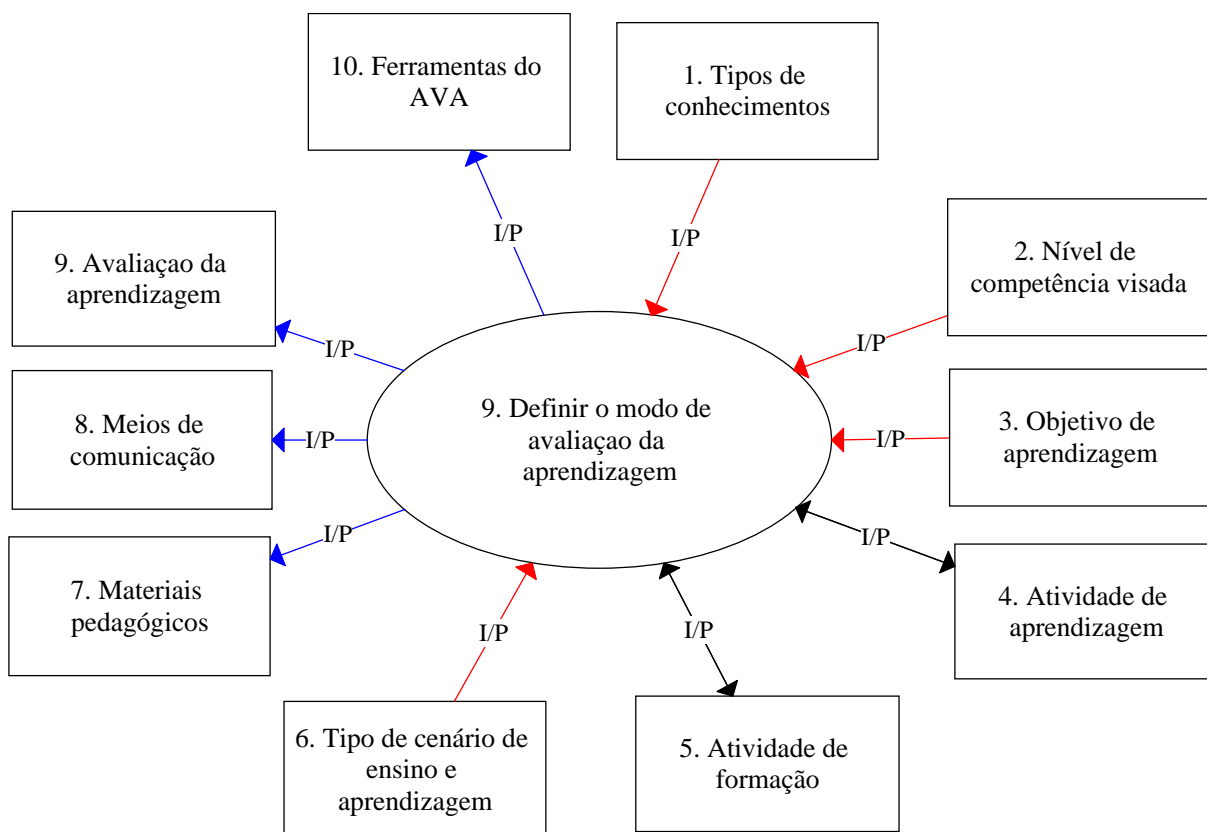 10. Ferramentas do
AVA
1. Tipos de
conhecimentos
I/P
I/P
9. Avaliaçao da
aprendizagem
2. Nível de
competência visada
I/P
I/P
8. Meios de
comunicação
I/P
9. Definir o modo de
avaliaçao da
aprendizagem
I/P
3. Objetivo de
aprendizagem
7. Materiais
pedagógicos
I/P
I/P
4. Atividade de
aprendizagem
I/P
I/P
6. Tipo de cenário de
ensino e
aprendizagem
5. Atividade de
formação